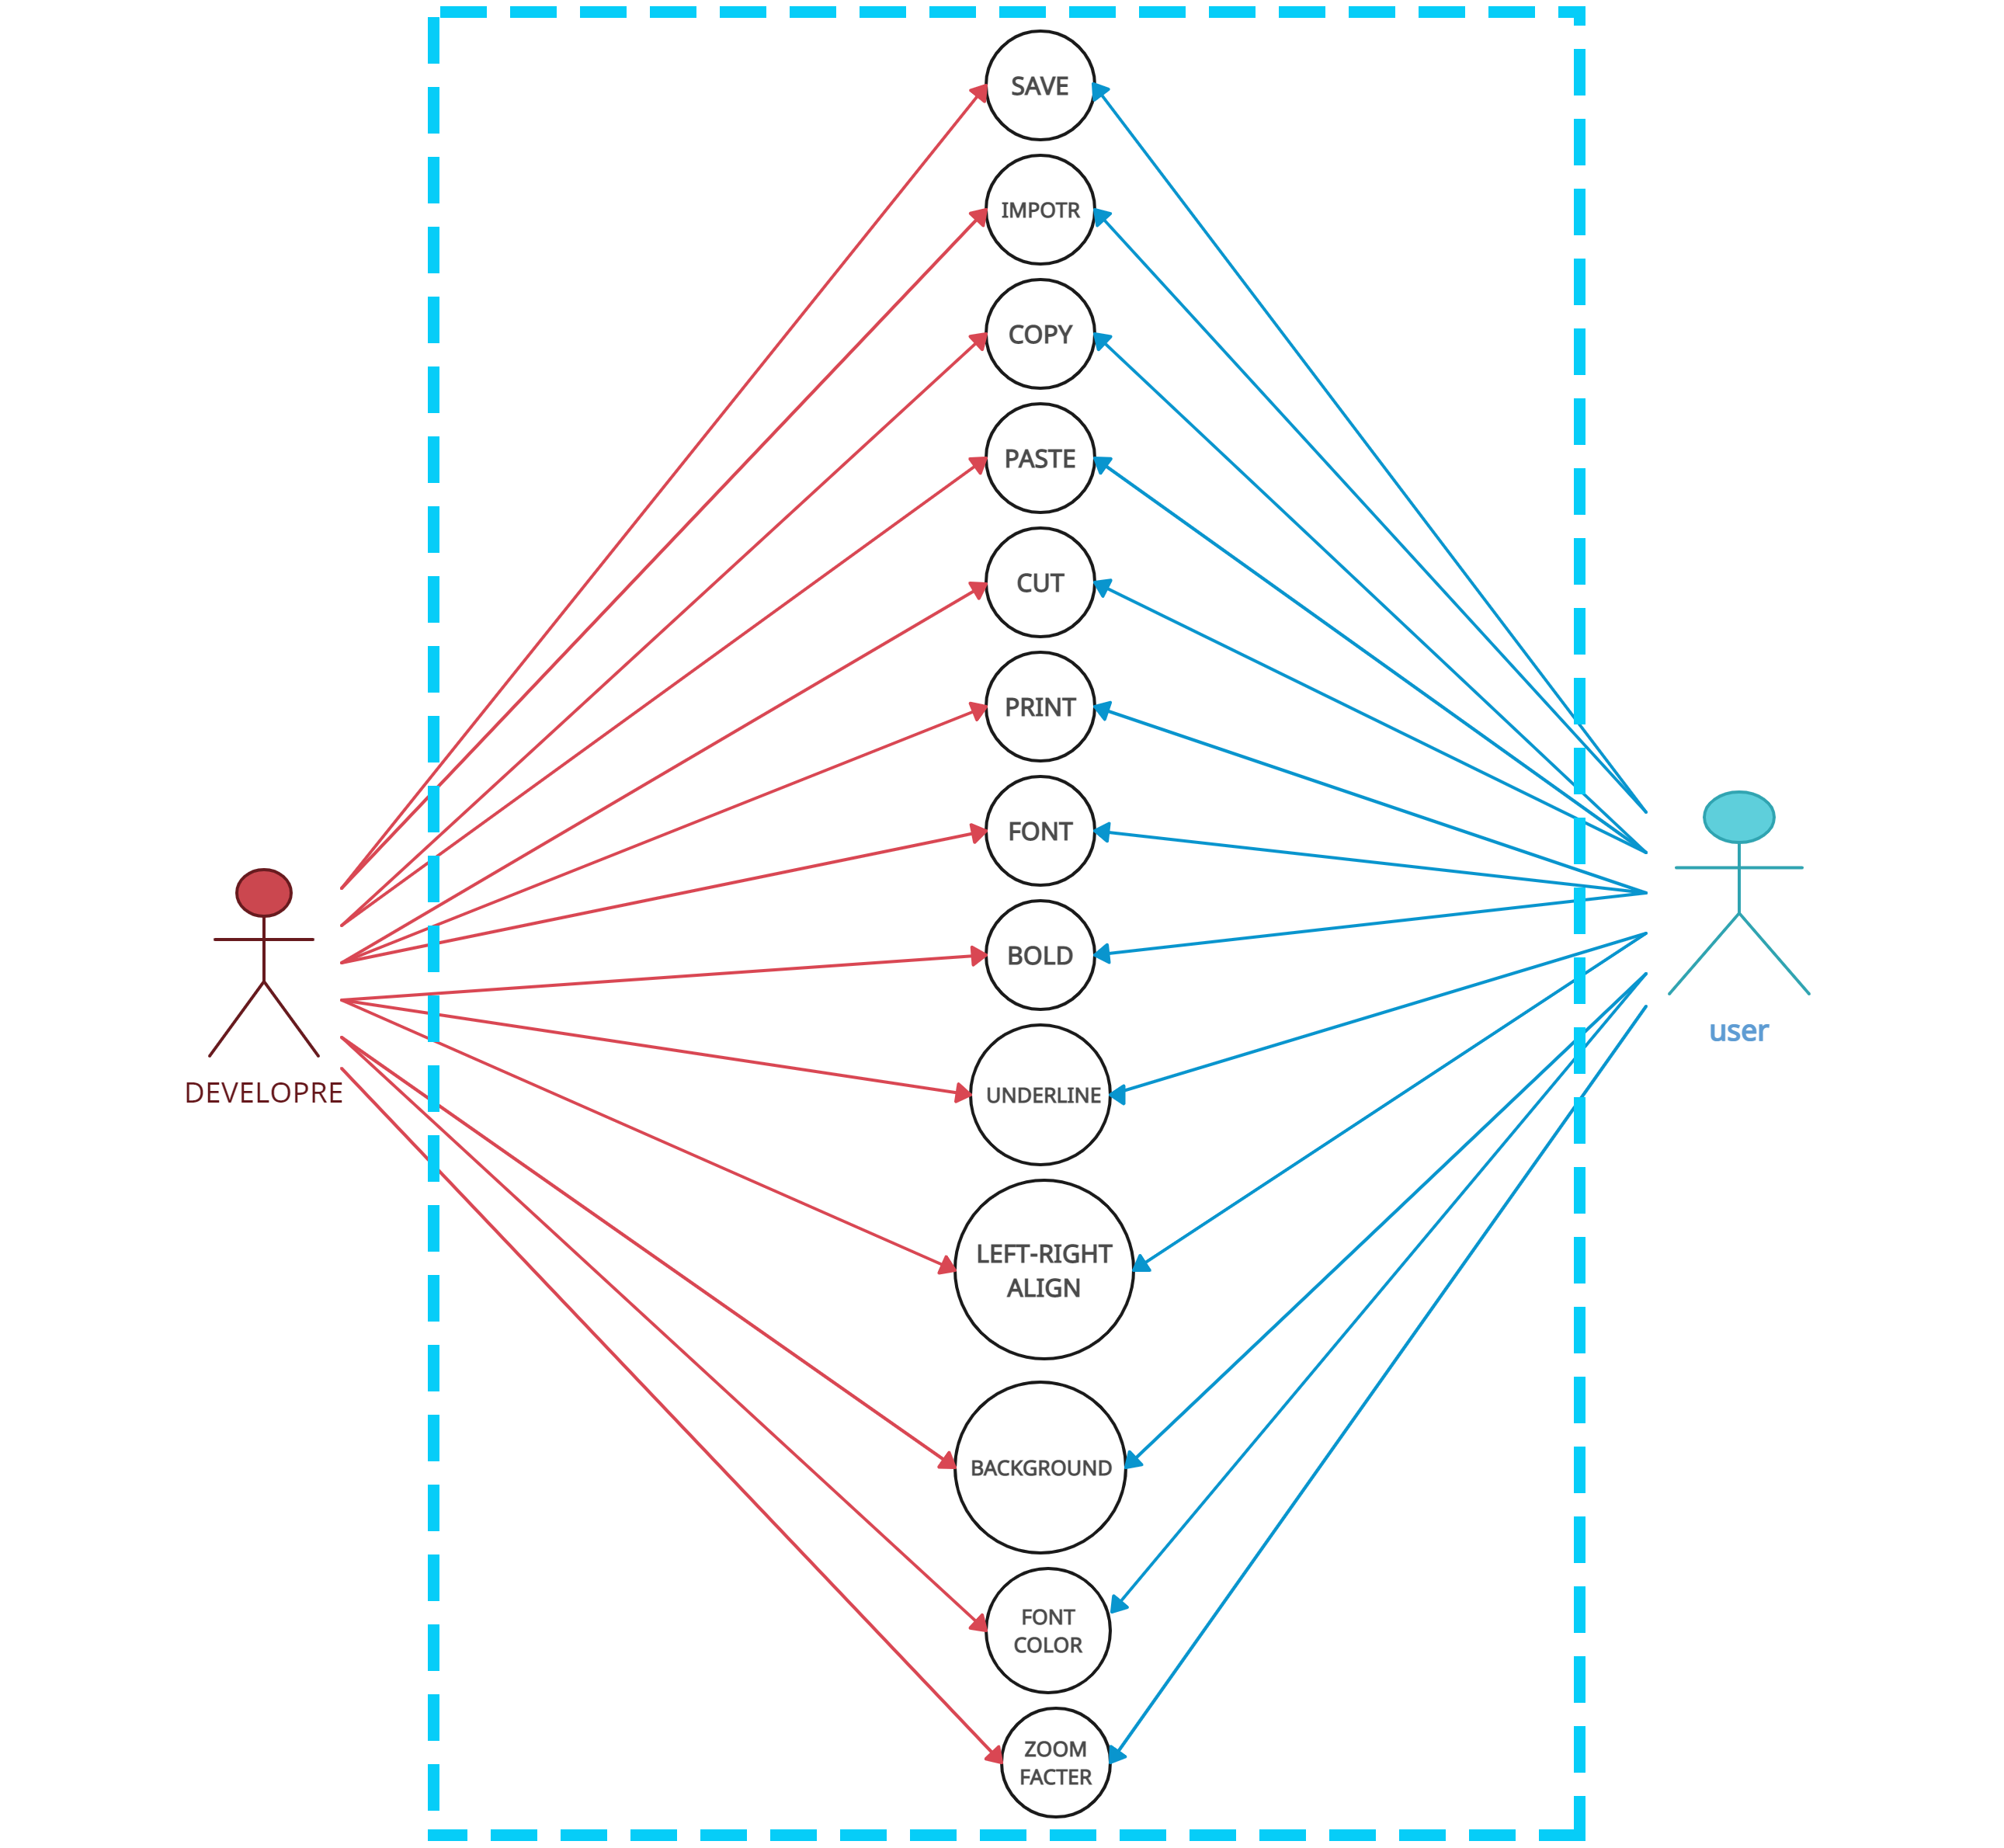 SAVE
IMPOTR
COPY
PASTE
CUT
PRINT
FONT
BOLD
UNDERLINE
LEFT-RIGHT
ALIGN
BACKGROUND
FONT
COLOR
ZOOM
FACTER
DEVELOPRE
user